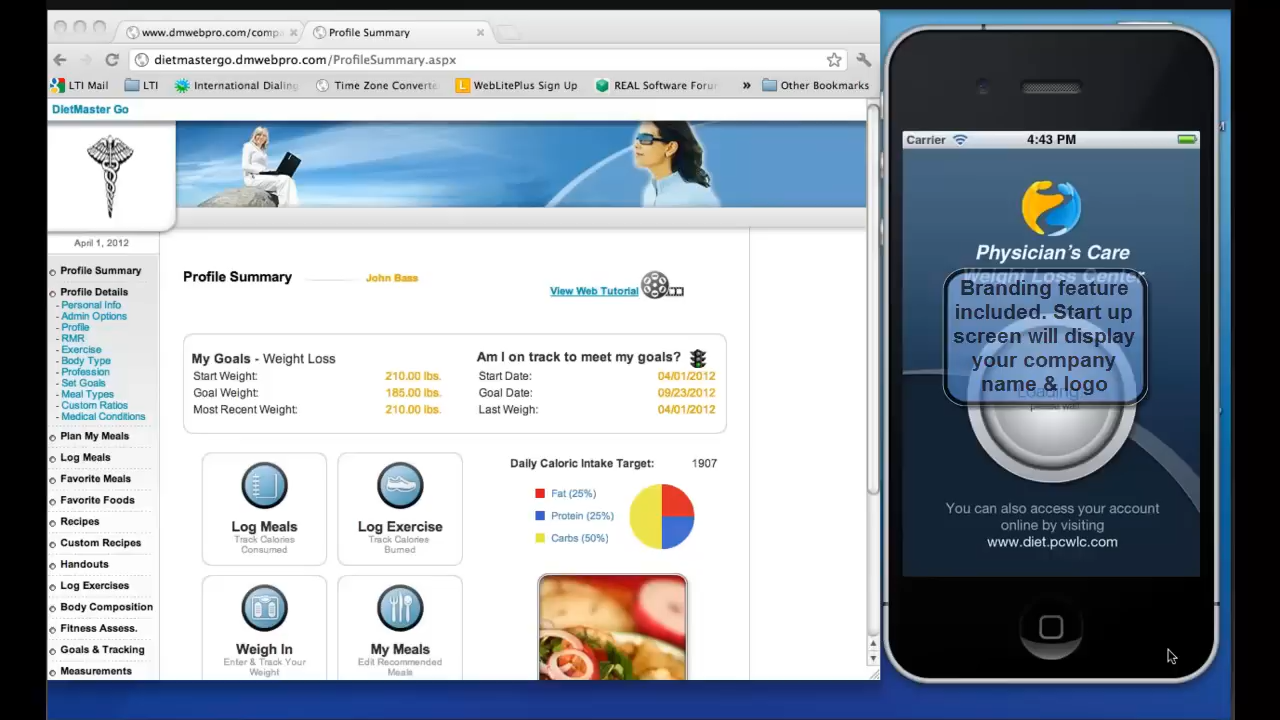 www.dmwebpro.com/comp
Profile Summary
dietmastergo.dmwebpro.com/ProfileSummary.aspx
LTI Mail
LTI
International Dialing
Time Zone Converte
WebLitePlus Sign Up
REAL Software Forum
»
Other Bookmarks
DietMaster Go
April 1, 2012
Profile Summary
Profile Details
- Personal Info
- Admin Options
- Profile
- RMR
- Exercise
- Body Type
- Profession
- Set Goals
- Meal Types
- Custom Ratios
- Medical Conditions
Plan My Meals
Log Meals
Favorite Meals
Favorite Foods
Recipes
Custom Recipes
Handouts
Log Exercises
Body Composition
Fitness Assess.
Goals & Tracking
Measurements
Profile Summary
John Bass
View Web Tutorial
My Goals - Weight Loss
Start Weight: 210.00 lbs.
Goal Weight: 185.00 lbs.
Most Recent Weight: 210.00 lbs.
Am I on track to meet my goals?
Start Date: 04/01/2012
Goal Date: 09/23/2012
Last Weigh: 04/01/2012
Log Meals
Track Calories
Consumed
Log Exercise
Track Calories
Burned
Weigh In
Enter & Track Your
Weight
My Meals
Edit Recommended
Meals
Daily Caloric Intake Target: 1907
Fat (25%)
Protein (25%)
Carbs (50%)
Carrier
4:43 PM
Physician's Care
Weight Loss Center
Branding feature
included. Start up
screen will display
your company
name & logo
Loading
You can also access your account
online by visiting
www.diet.pcwlc.com